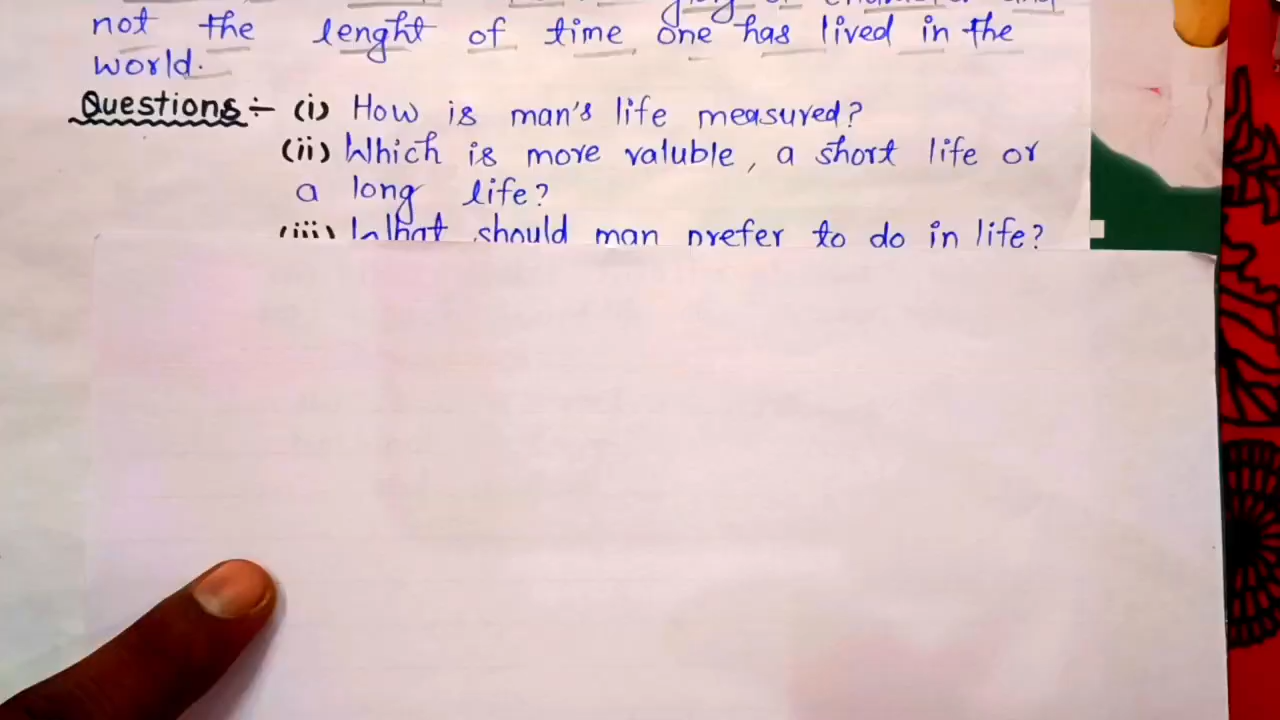 not the lenght of time one has lived in the
world.
Questions :- (i) How is man's life measured?
(ii) Which is more valuble, a short life or
a long life?
(iii) What should man prefer to do in life?